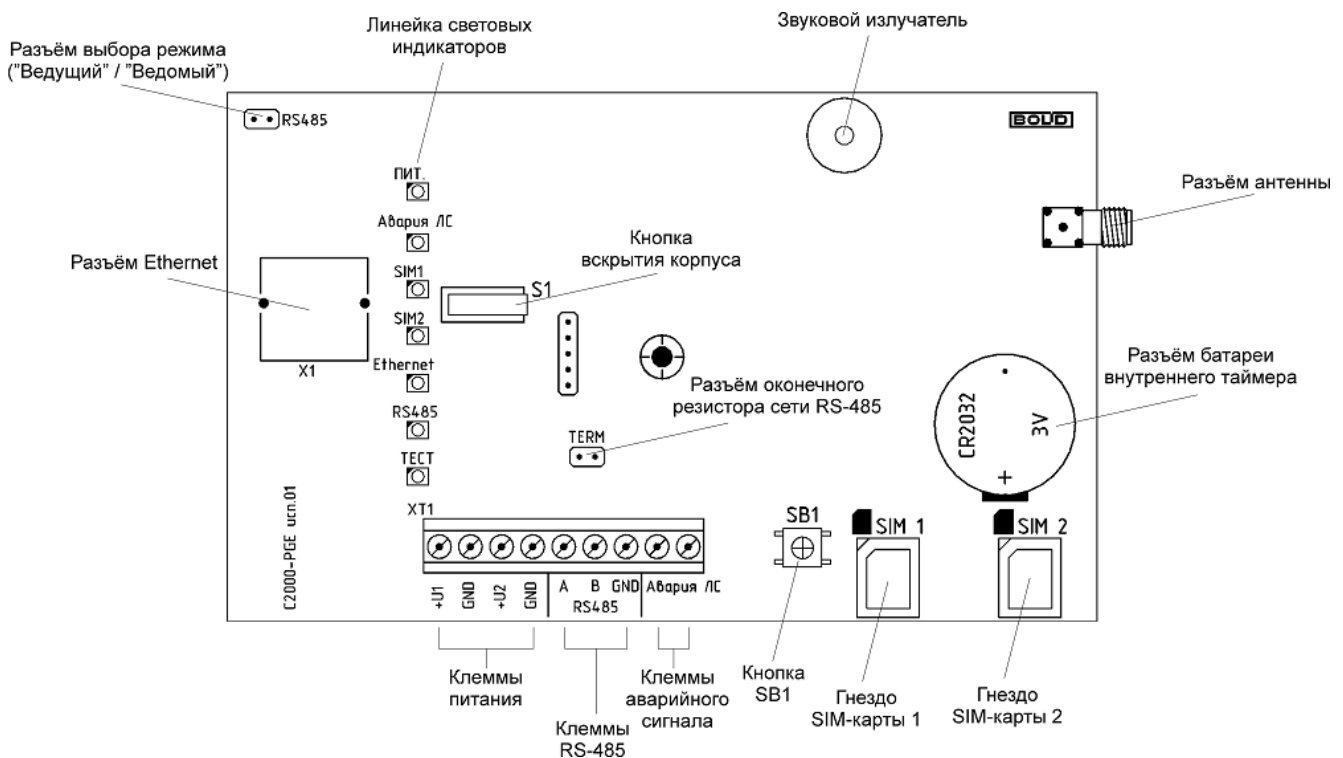 Звуковой излучатель
Линейка световых
индикаторов
Разъём выбора режима
("Ведущий" / "Ведомый")
RS485
BOLID
ПИТ.
Разъём антенны
Авария ЛС
Кнопка
вскрытия корпуса
Разъём Ethernet
SIM1
S1
SIM2
Ethernet
X1
Разъём батареи
внутреннего таймера
Разъём оконечного
резистора сети RS-485
RS485
TERM
CR2032
3V
+
ТЕСТ
C2000-PGE исп.01
XT1
SB1
SIM 1
SIM 2
+U1
GND
+U2
GND
A
B
GND
Авария ЛС
RS485
Клеммы
питания
Клеммы
RS-485
Клеммы
аварийного
сигнала
Кнопка
SB1
Гнездо
SIM-карты 1
Гнездо
SIM-карты 2